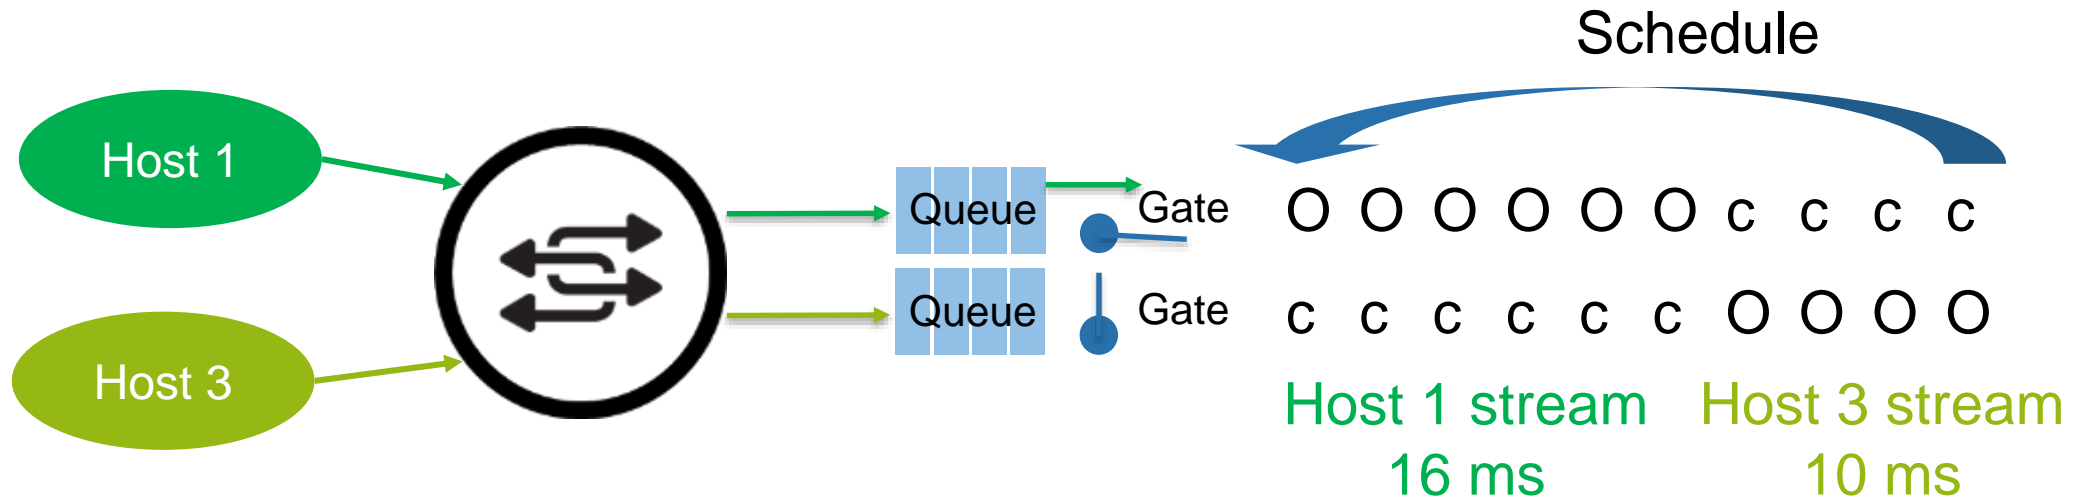 Schedule
Host 1
Queue Gate O O O O O O c c c c
Host 3
Queue Gate c c c c c c O O O O
Host 1 stream
16 ms
Host 3 stream
10 ms